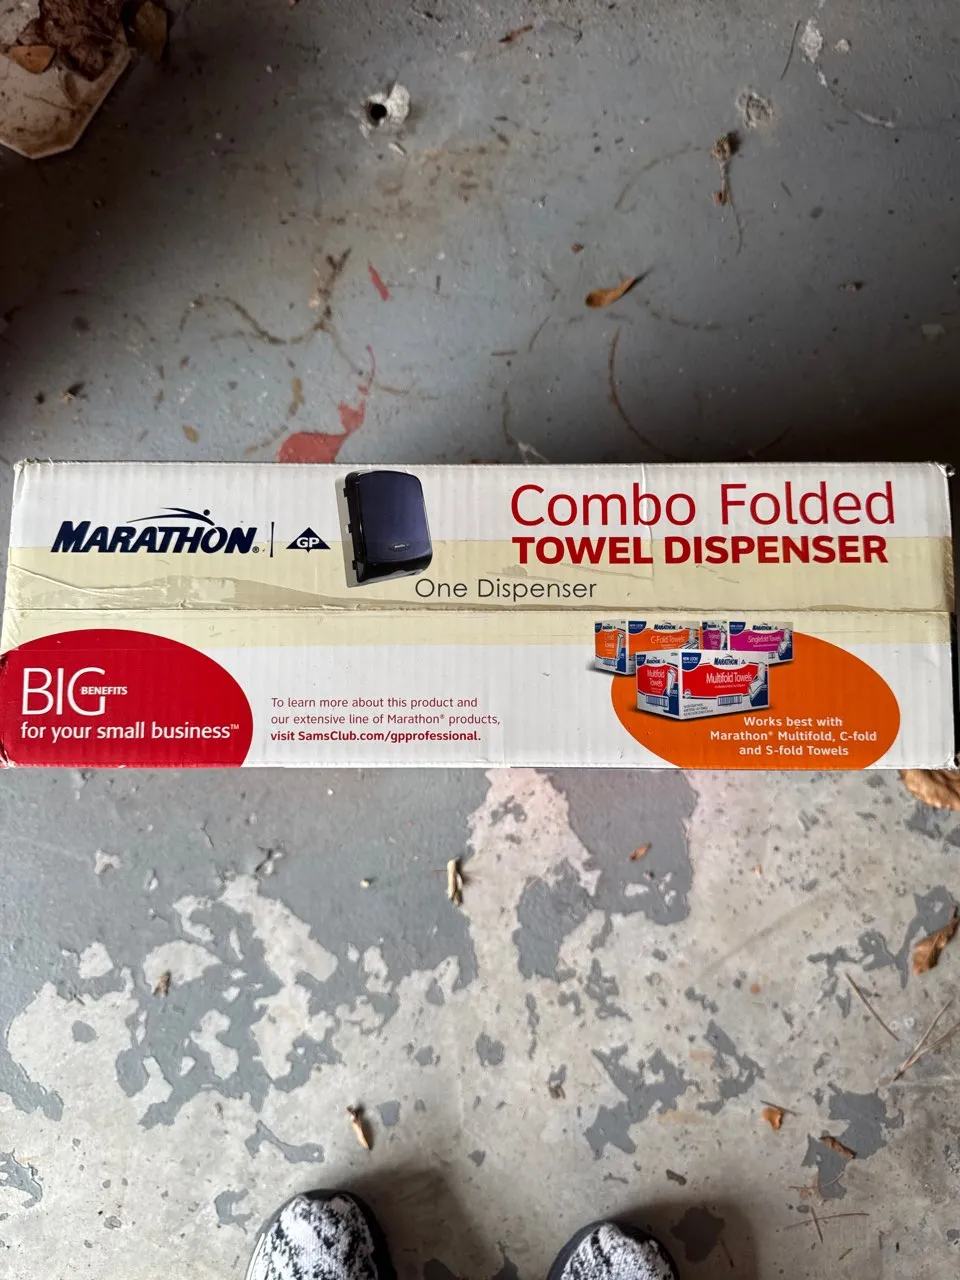 MARATHON® | GP
Combo Folded
TOWEL DISPENSER
One Dispenser
BIG BENEFITS
for your small business™
To learn more about this product and
our extensive line of Marathon® products,
visit SamsClub.com/gpprofessional.
MARATHON
C-Fold Towels
Singlefold Towels
MARATHON
Multifold Towels
Multifold Towels
Works best with
Marathon® Multifold, C-fold
and S-fold Towels